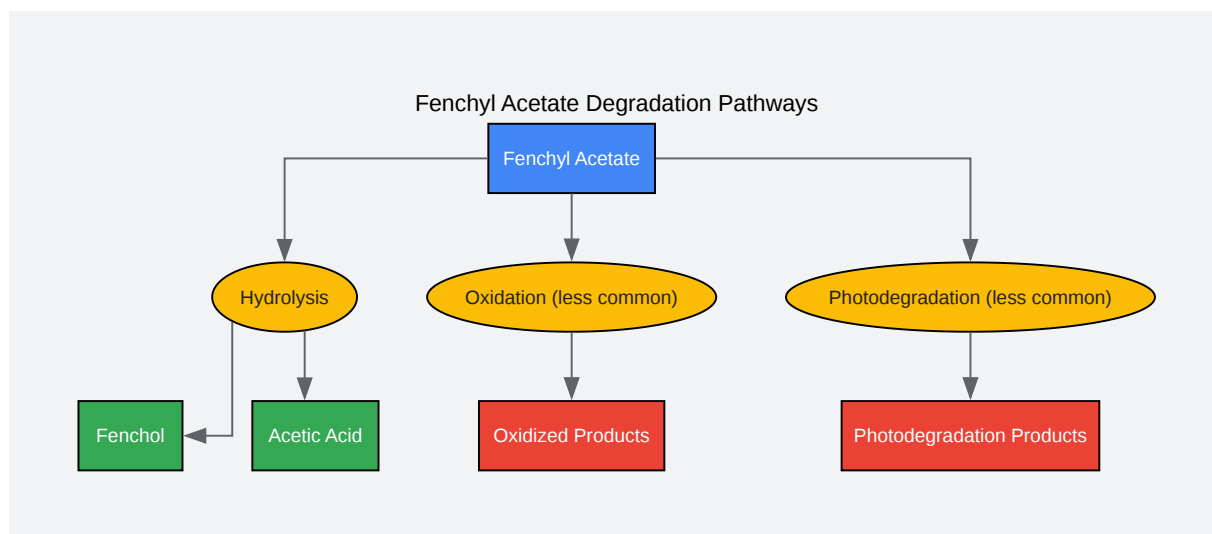 Fenchyl Acetate Degradation Pathways
Fenchyl Acetate
Hydrolysis
Oxidation (less common)
Photodegradation (less common)
Fenchol
Acetic Acid
Oxidized Products
Photodegradation Products